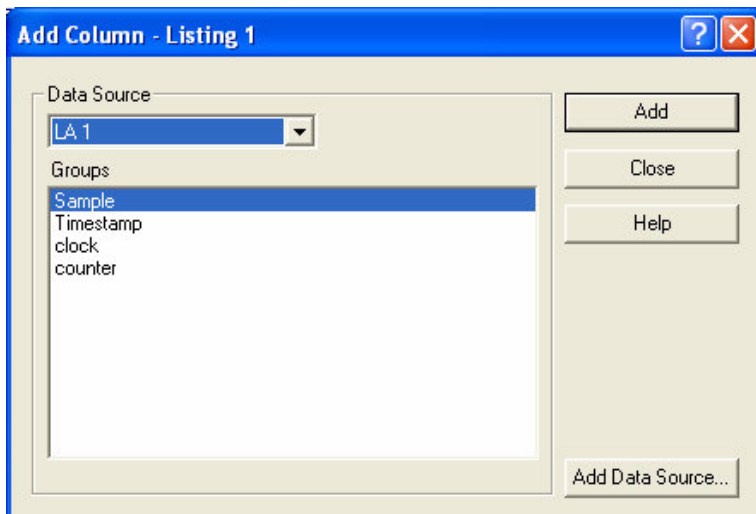 Add Column - Listing 1
Data Source
LA 1
Groups
Sample
Timestamp
clock
counter
Add
Close
Help
Add Data Source...